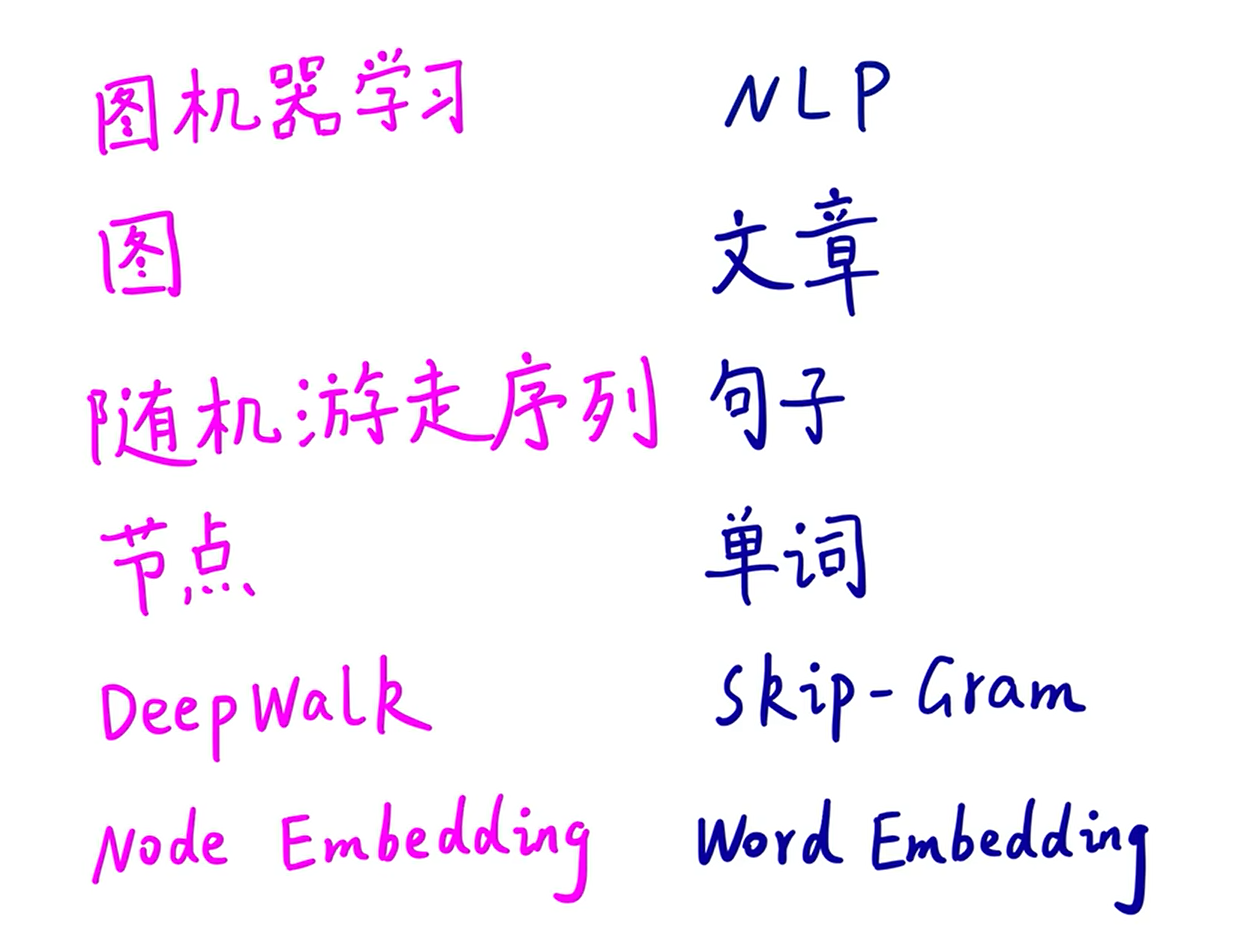 图机器学习 NLP
图 文章
随机游走序列 句子
节点 单词
DeepWalk Skip-Gram
Node Embedding Word Embedding